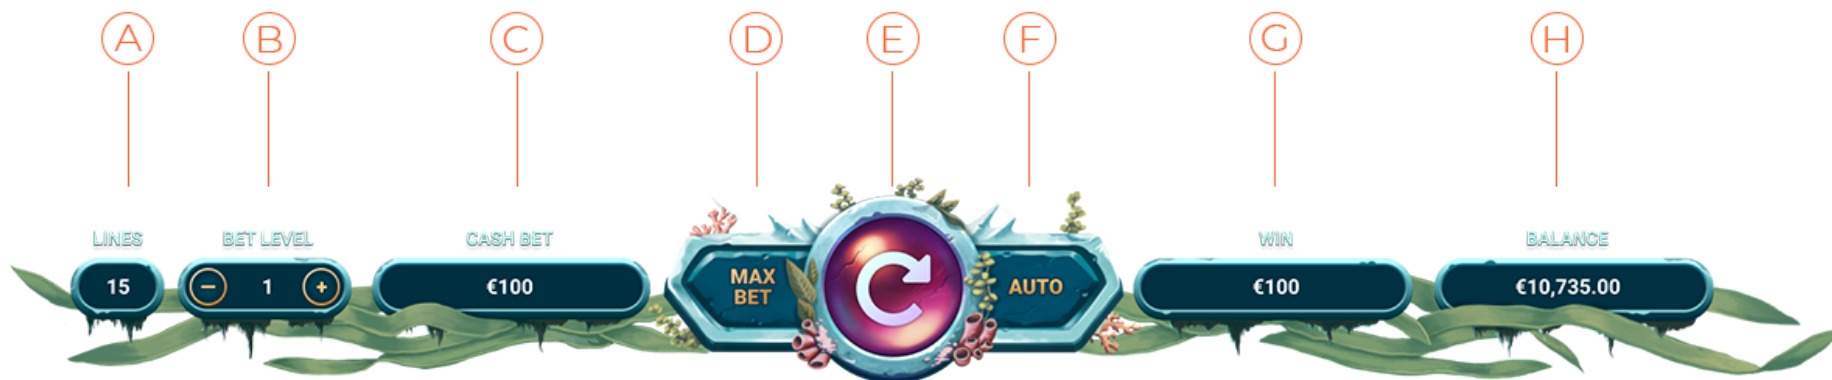 A B C D E F G H
LINES BET LEVEL CASH BET WIN BALANCE
15 1 €100 MAX BET AUTO €100 €10,735.00